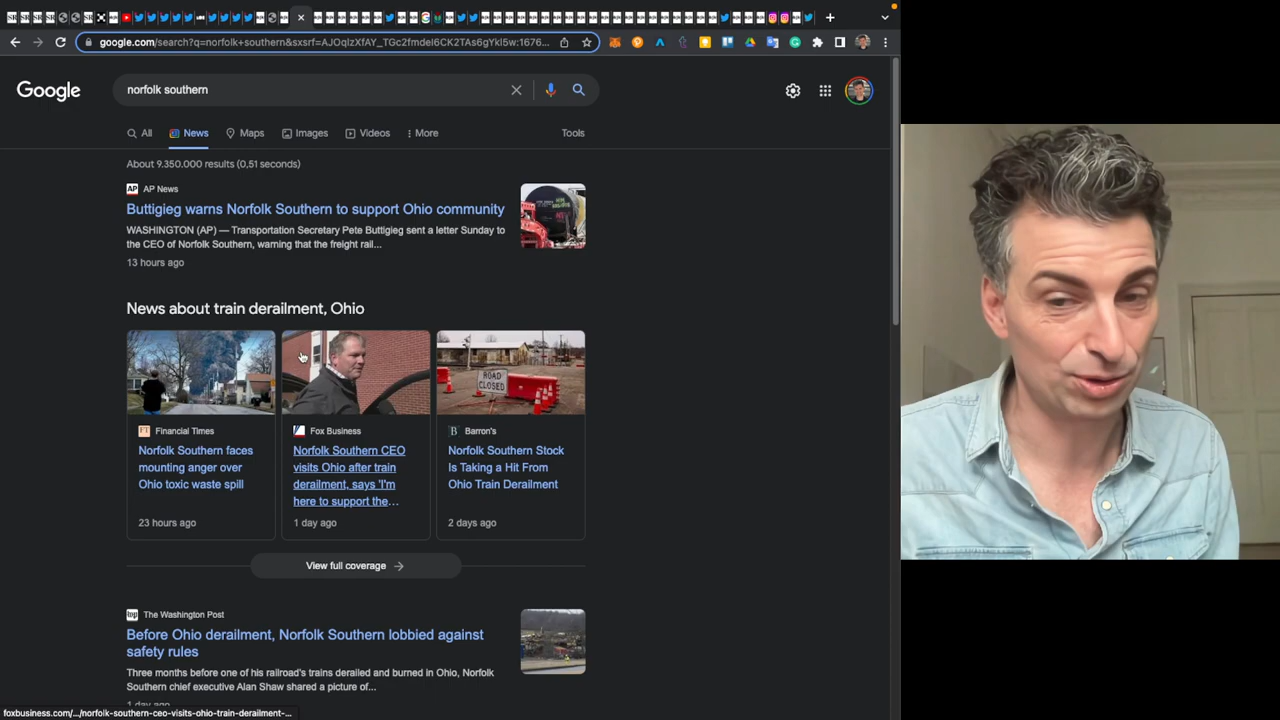 google.com/search?q=norfolk+southern&sxsrf=AJOqlzXfAY_TGc2fmdeI6CK2TAs6gYkI5w:1676...
Google
norfolk southern
All
News
Maps
Images
Videos
More
Tools
About 9.350.000 results (0,51 seconds)
AP News
Buttigieg warns Norfolk Southern to support Ohio community
WASHINGTON (AP) — Transportation Secretary Pete Buttigieg sent a letter Sunday to
the CEO of Norfolk Southern, warning that the freight rail...
13 hours ago
News about train derailment, Ohio
ROAD
CLOSED
Financial Times
Norfolk Southern faces
mounting anger over
Ohio toxic waste spill
23 hours ago
Fox Business
Norfolk Southern CEO
visits Ohio after train
derailment, says 'I'm
here to support the...
1 day ago
Barron's
Norfolk Southern Stock
Is Taking a Hit From
Ohio Train Derailment
2 days ago
View full coverage
The Washington Post
Before Ohio derailment, Norfolk Southern lobbied against
safety rules
Three months before one of his railroad's trains derailed and burned in Ohio, Norfolk
Southern chief executive Alan Shaw shared a picture of...
1 day ago
foxbusiness.com/.../norfolk-southern-ceo-visits-ohio-train-derailment-...